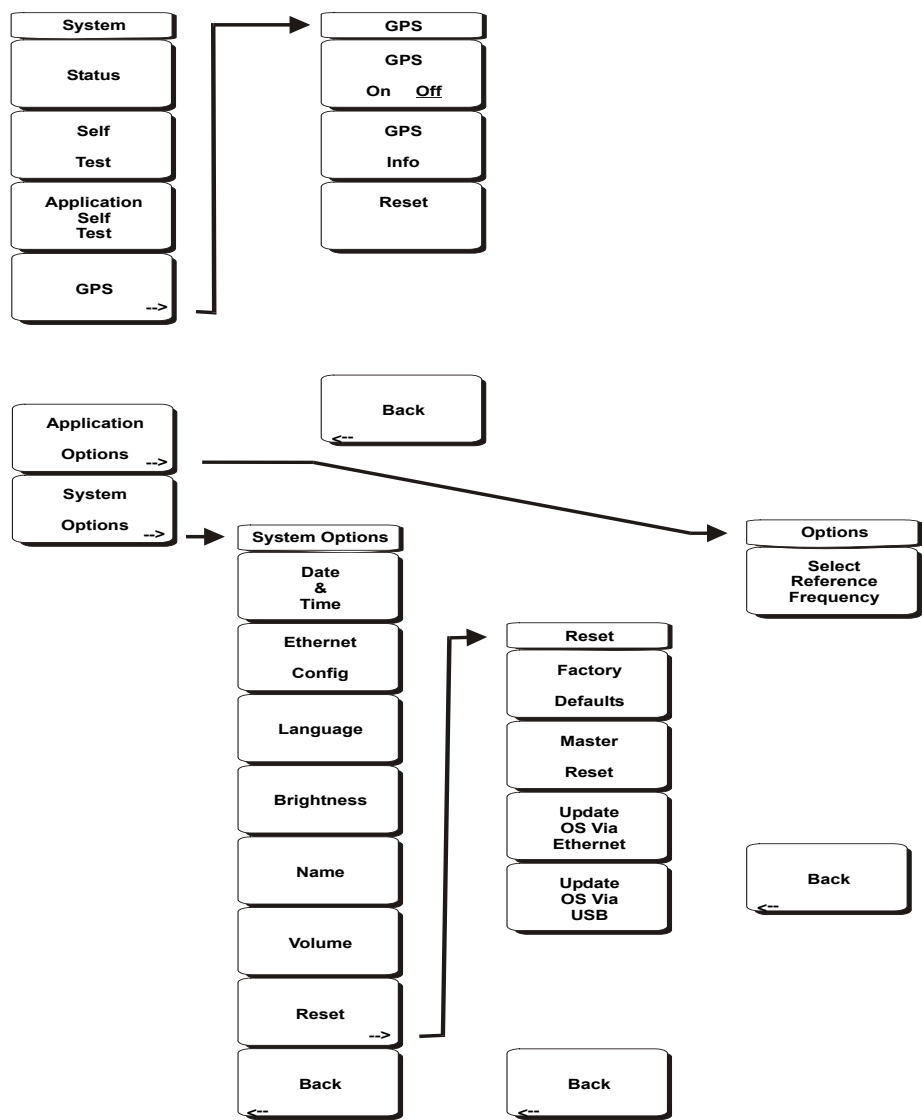 System
Status
Self
Test
Application
Self
Test
GPS
-->
Application
Options
-->
System
Options
-->
GPS
GPS
On Off
GPS
Info
Reset
Back
<--
System Options
Date
&
Time
Ethernet
Config
Language
Brightness
Name
Volume
Reset
-->
Back
<--
Reset
Factory
Defaults
Master
Reset
Update
OS Via
Ethernet
Update
OS Via
USB
Back
<--
Options
Select
Reference
Frequency
Back
<--